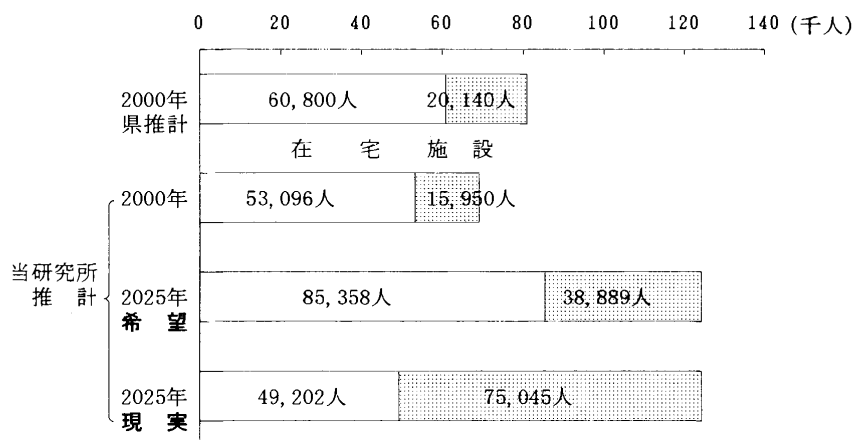 0 20 40 60 80 100 120 140 (千人)
2000年 60,800人 20,140人
県推計
在宅 施設
2000年 53,096人 15,950人
当研究所
推計
2025年 85,358人 38,889人
希望
2025年 49,202人 75,045人
現実